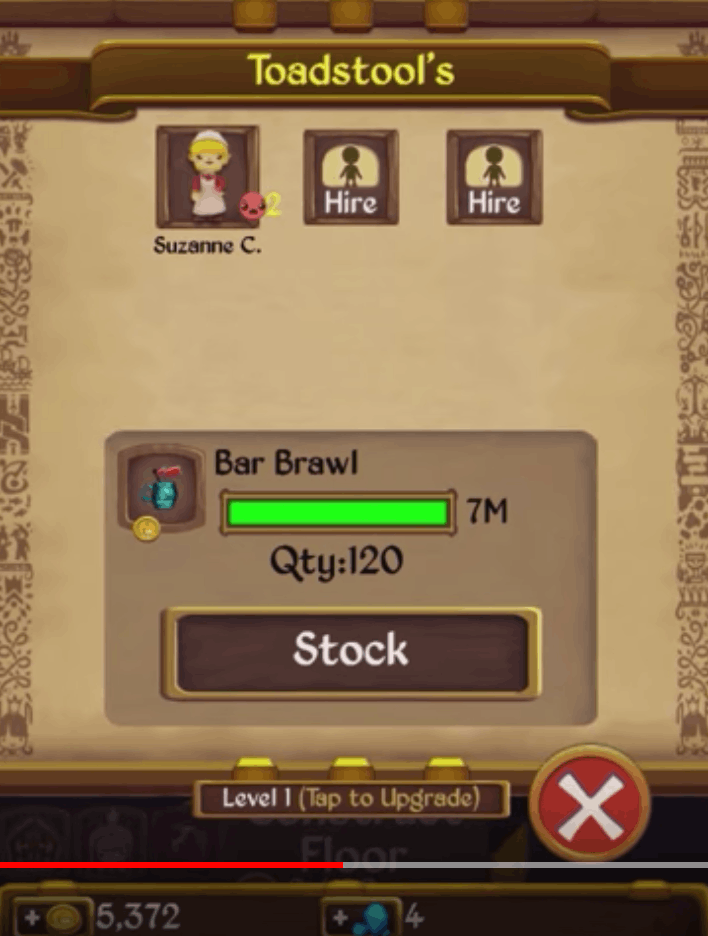 Toadstool's
2
Hire
Hire
Suzanne C.
Bar Brawl
7M
Qty:120
Stock
Level 1 (Tap to Upgrade)
Floor
5,372
4